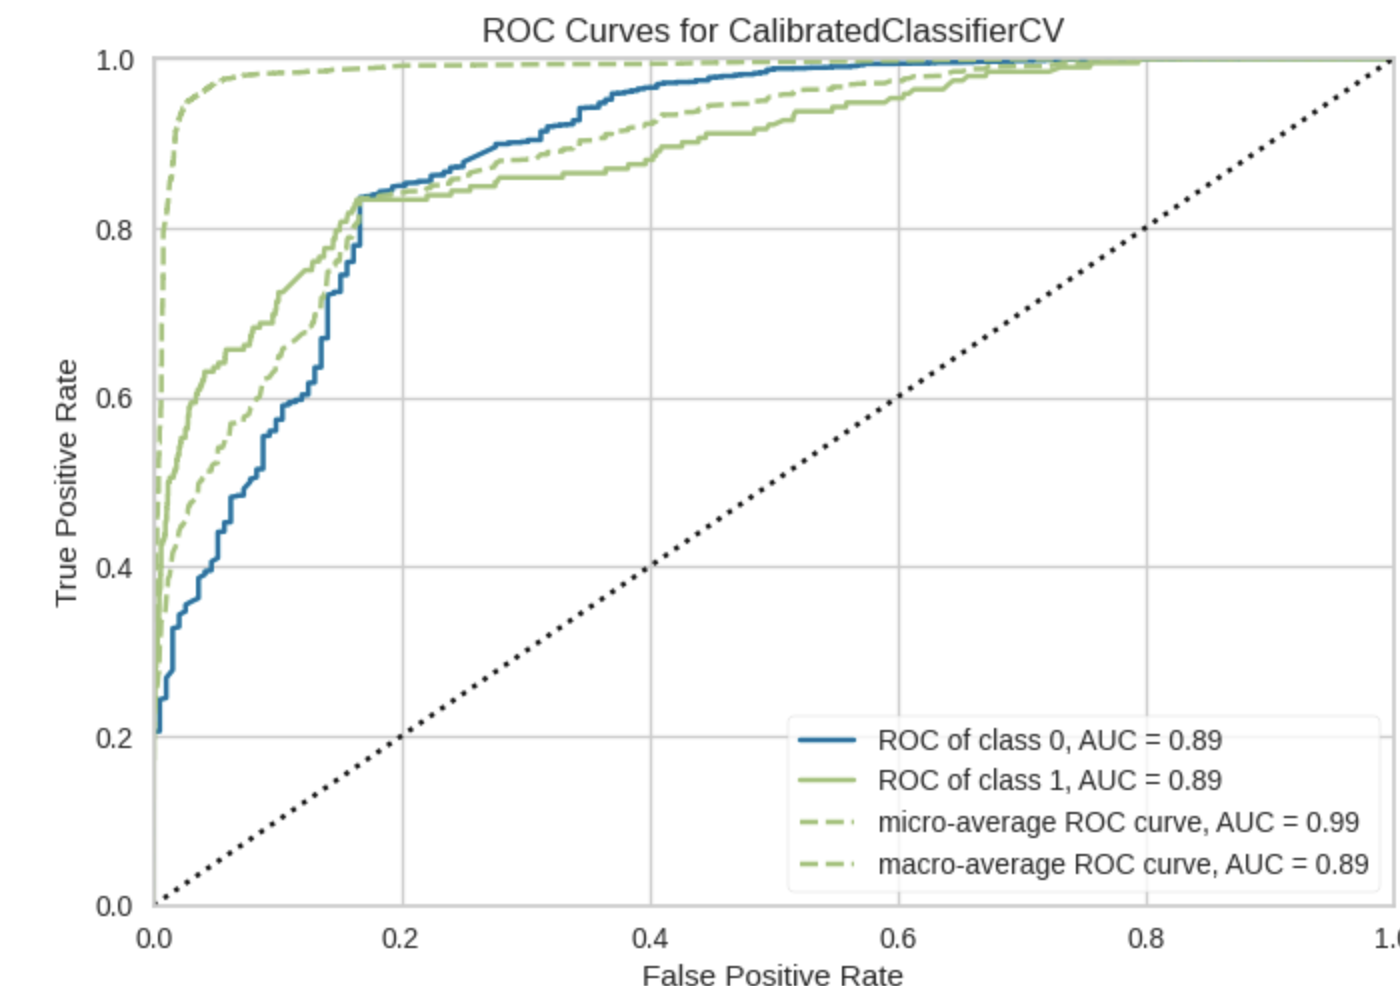 ROC Curves for CalibratedClassifierCV
1.0
0.8
0.6
0.4
0.2
0.0
True Positive Rate
ROC of class 0, AUC = 0.89
ROC of class 1, AUC = 0.89
micro-average ROC curve, AUC = 0.99
macro-average ROC curve, AUC = 0.89
0.0 0.2 0.4 0.6 0.8 1.0
False Positive Rate